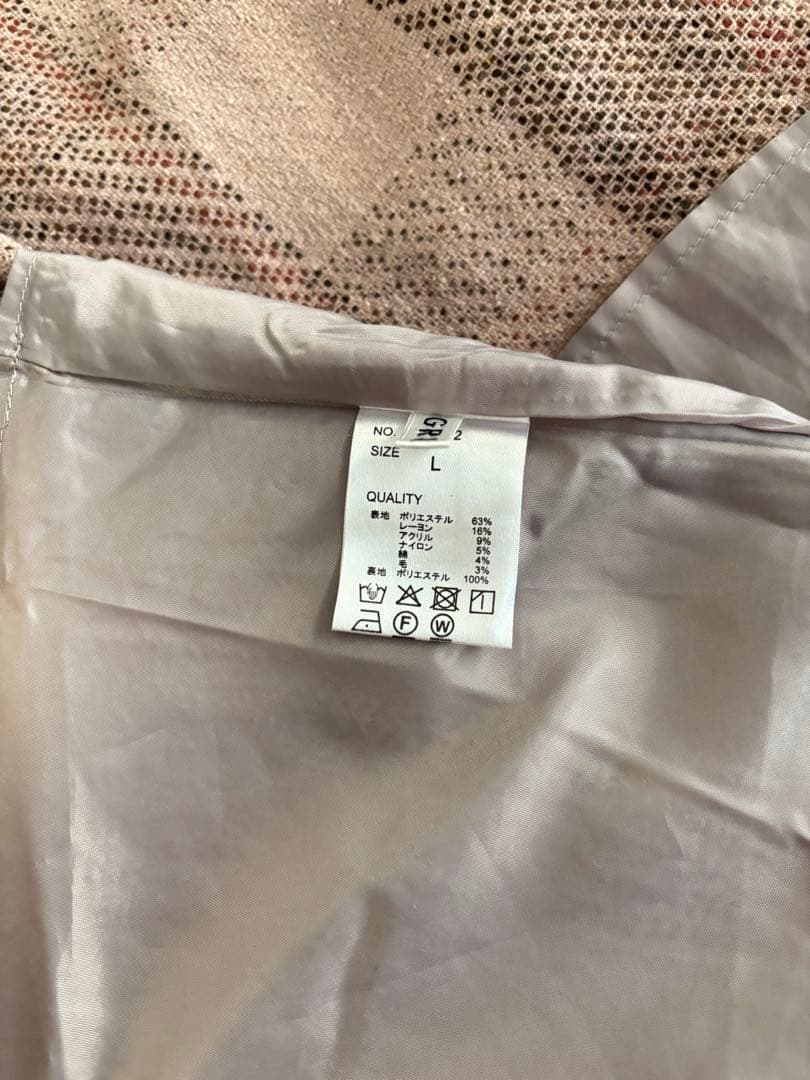 NO. 2
GR
SIZE
L
QUALITY
表地 ポリエステル 63%
レーヨン 16%
アクリル 9%
ナイロン 5%
綿 4%
毛 3%
裏地 ポリエステル 100%
F W